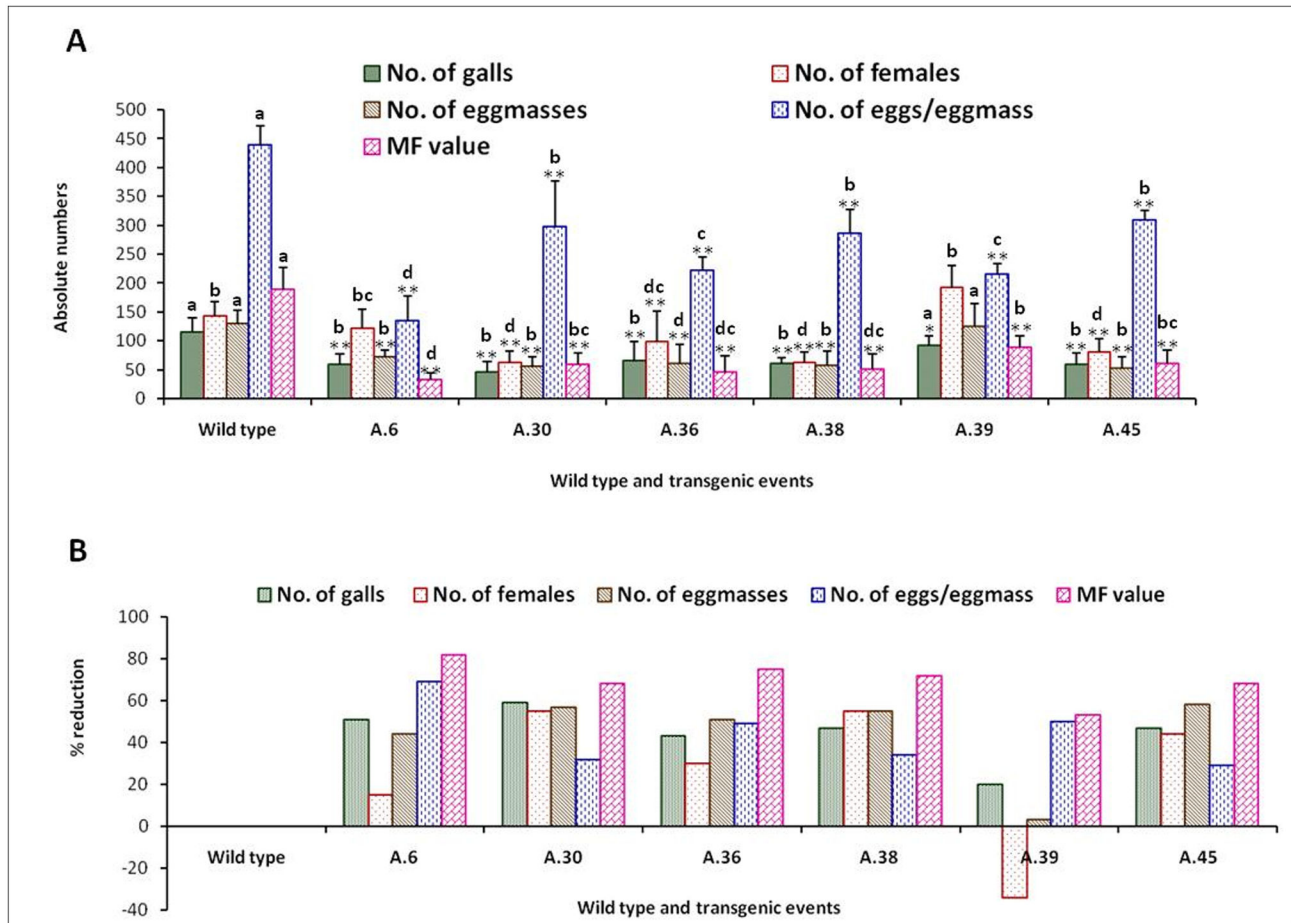 A
No. of galls
No. of females
No. of eggmasses
No. of eggs/eggmass
MF value
Absolute numbers
500
450
400
350
300
250
200
150
100
50
0
a b a a a
b ** bc b ** d ** d **
b ** d ** b ** b ** bc **
b ** dc ** d ** c ** dc **
b ** d ** b ** b ** dc **
a * b a c ** b **
b ** d ** b ** b ** bc **
Wild type A.6 A.30 A.36 A.38 A.39 A.45
Wild type and transgenic events
B
No. of galls No. of females No. of eggmasses No. of eggs/eggmass MF value
% reduction
100
80
60
40
20
0
-20
-40
Wild type A.6 A.30 A.36 A.38 A.39 A.45
Wild type and transgenic events